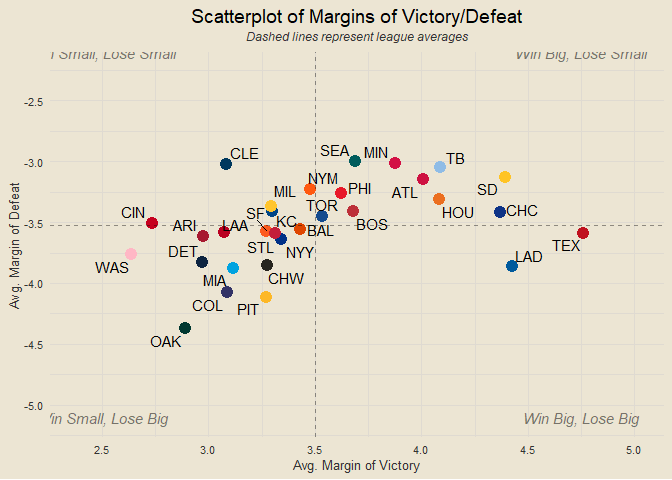 Scatterplot of Margins of Victory/Defeat
Dashed lines represent league averages
Small, Lose Small
Win Big, Lose Small
-2.5
-3.0
-3.5
-4.0
-4.5
-5.0
Avg. Margin of Defeat
CLE
SEA
MIN
TB
NYM
MIL
PHI
ATL
SD
CIN
SF
TOR
HOU
CHC
ARI
LAA
KC
BAL
BOS
TEX
DET
STL
NYY
LAD
WAS
MIA
CHW
COL
PIT
OAK
Small, Lose Big
Win Big, Lose Big
2.5
3.0
3.5
4.0
4.5
5.0
Avg. Margin of Victory